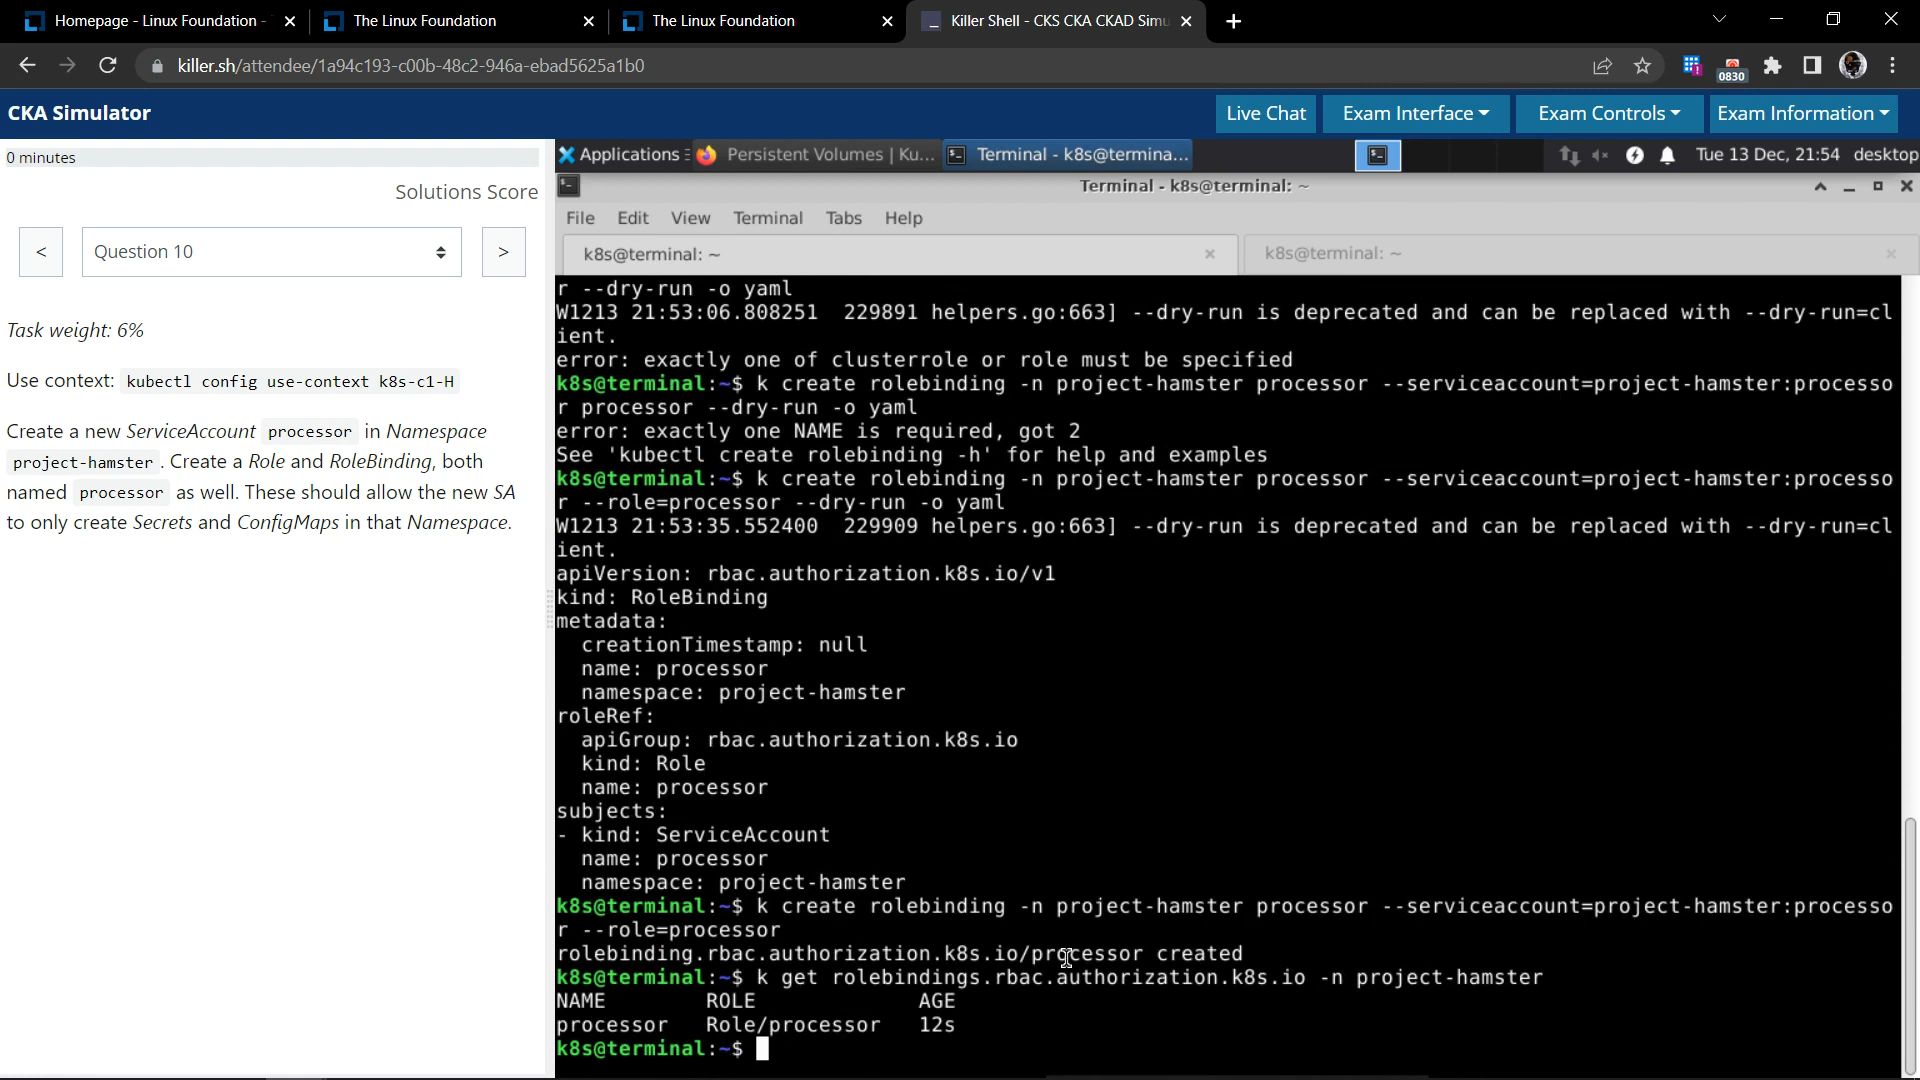 Homepage - Linux Foundation -
The Linux Foundation
The Linux Foundation
Killer Shell - CKS CKA CKAD Simu
killer.sh/attendee/1a94c193-c00b-48c2-946a-ebad5625a1b0
0830
CKA Simulator
Live Chat
Exam Interface
Exam Controls
Exam Information
0 minutes
Solutions Score
<
Question 10
>
Task weight: 6%
Use context: kubectl config use-context k8s-c1-H
Create a new ServiceAccount processor in Namespace
project-hamster . Create a Role and RoleBinding, both
named processor as well. These should allow the new SA
to only create Secrets and ConfigMaps in that Namespace.
Applications
Persistent Volumes | Ku...
Terminal - k8s@termina...
Tue 13 Dec, 21:54 desktop
Terminal - k8s@terminal: ~
File Edit View Terminal Tabs Help
k8s@terminal: ~
k8s@terminal: ~
r --dry-run -o yaml
W1213 21:53:06.808251  229891 helpers.go:663] --dry-run is deprecated and can be replaced with --dry-run=cl
ient.
error: exactly one of clusterrole or role must be specified
k8s@terminal:~$ k create rolebinding -n project-hamster processor --serviceaccount=project-hamster:processo
r processor --dry-run -o yaml
error: exactly one NAME is required, got 2
See 'kubectl create rolebinding -h' for help and examples
k8s@terminal:~$ k create rolebinding -n project-hamster processor --serviceaccount=project-hamster:processo
r --role=processor --dry-run -o yaml
W1213 21:53:35.552400  229909 helpers.go:663] --dry-run is deprecated and can be replaced with --dry-run=cl
ient.
apiVersion: rbac.authorization.k8s.io/v1
kind: RoleBinding
metadata:
  creationTimestamp: null
  name: processor
  namespace: project-hamster
roleRef:
  apiGroup: rbac.authorization.k8s.io
  kind: Role
  name: processor
subjects:
- kind: ServiceAccount
  name: processor
  namespace: project-hamster
k8s@terminal:~$ k create rolebinding -n project-hamster processor --serviceaccount=project-hamster:processo
r --role=processor
rolebinding.rbac.authorization.k8s.io/processor created
k8s@terminal:~$ k get rolebindings.rbac.authorization.k8s.io -n project-hamster
NAME        ROLE             AGE
processor   Role/processor   12s
k8s@terminal:~$